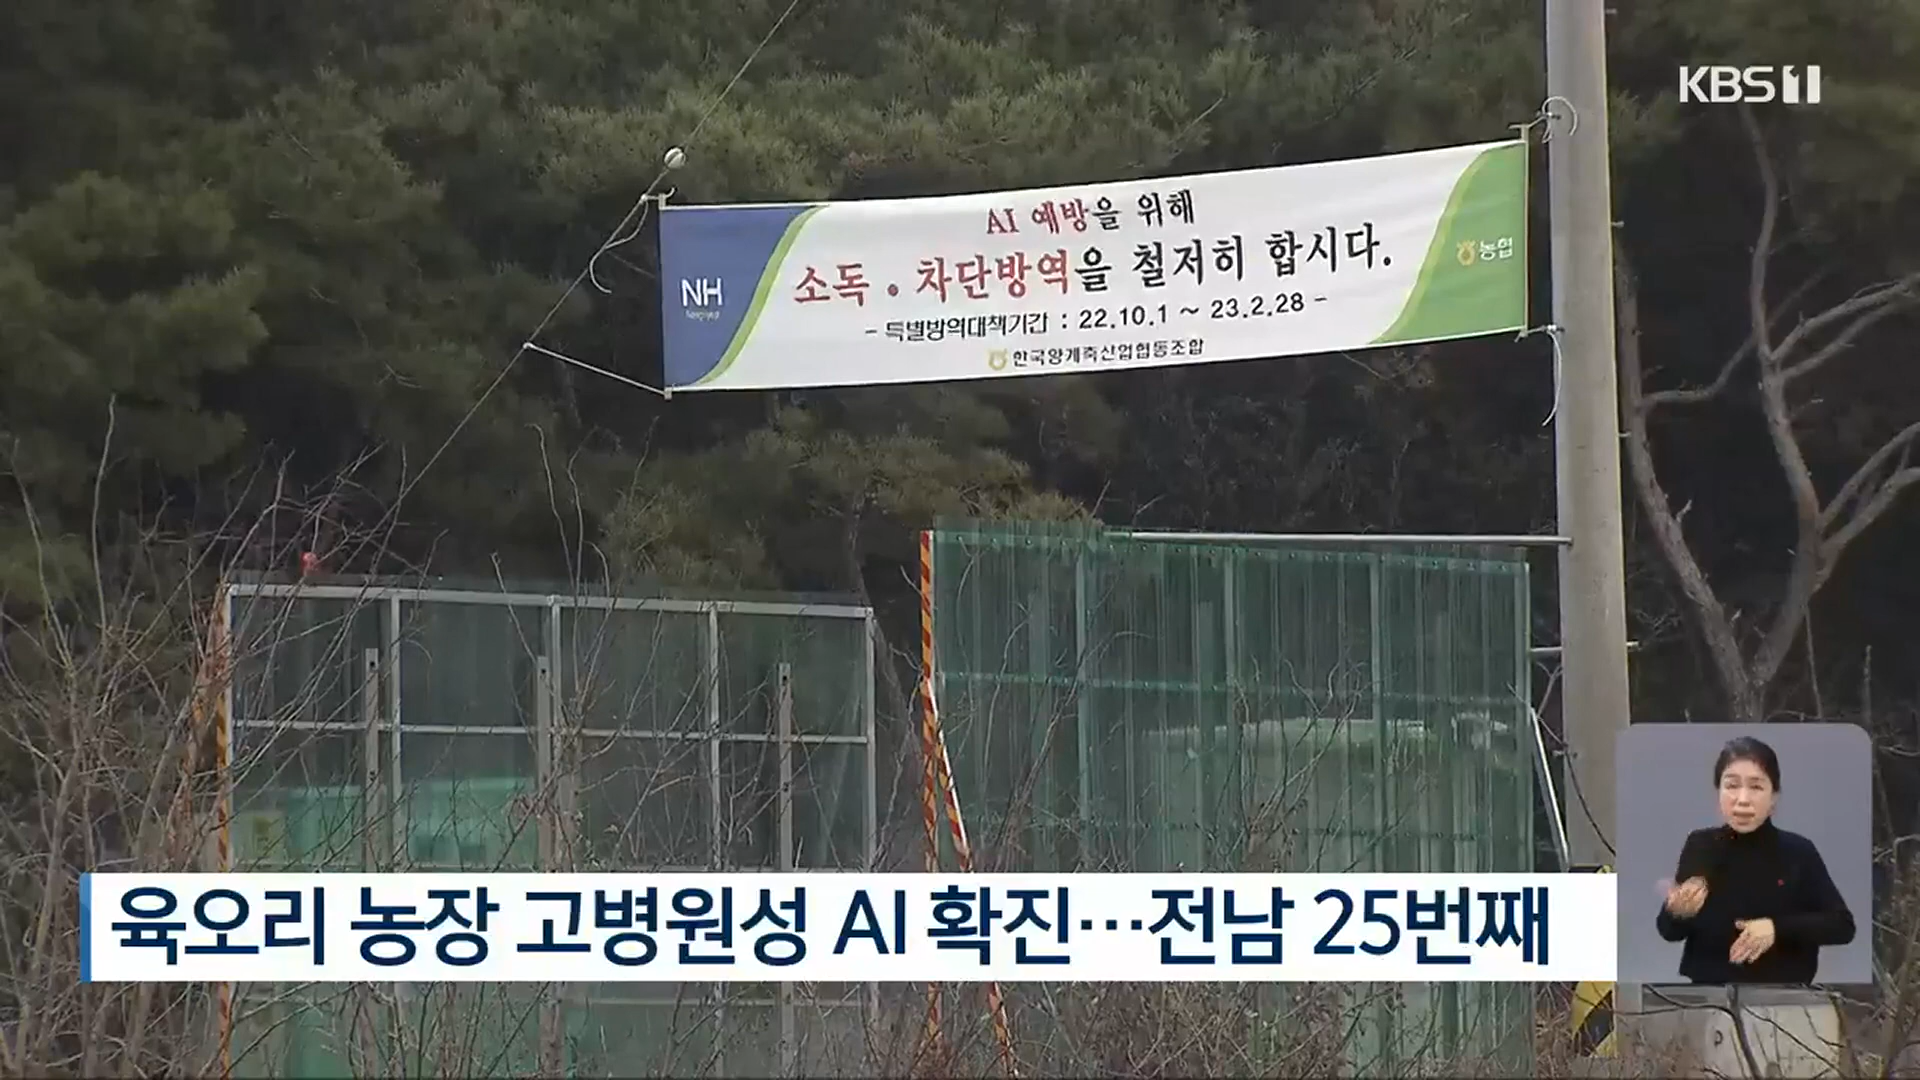 KBS 1
AI 예방을 위해
소독 • 차단방역을 철저히 합시다.
- 특별방역대책기간 : 22.10.1 ~ 23.2.28 -
한국양계축산업협동조합
NH
농협
육오리 농장 고병원성 AI 확진…전남 25번째